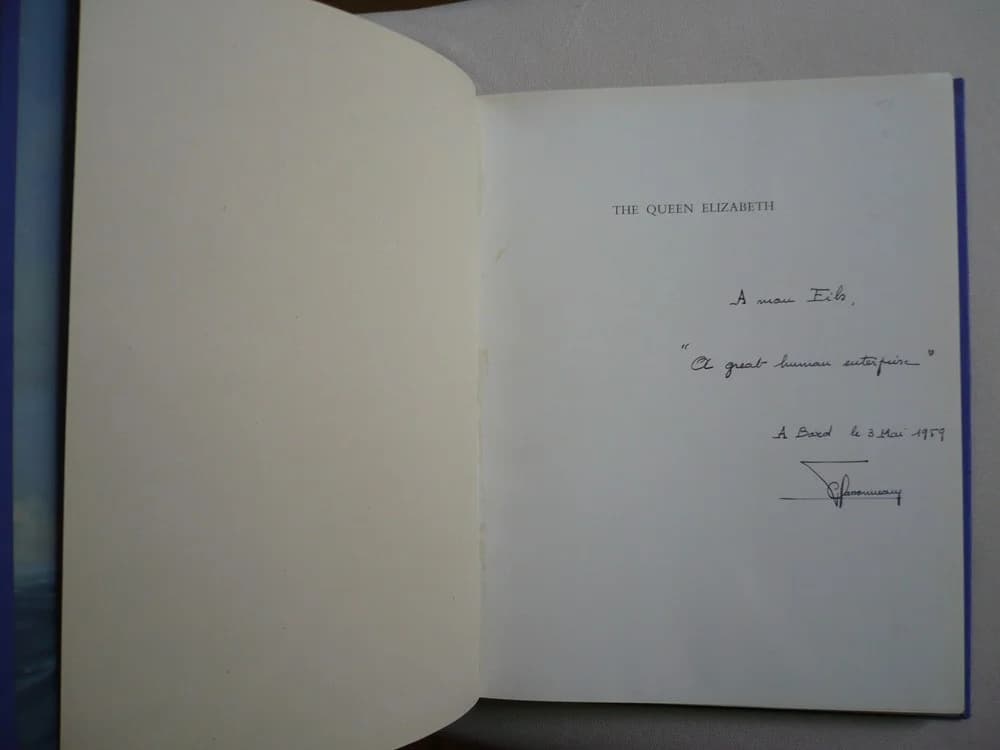 THE QUEEN ELIZABETH
A mon Fils,
"A great human enterprise"
A Bord le 3 Mai 1959